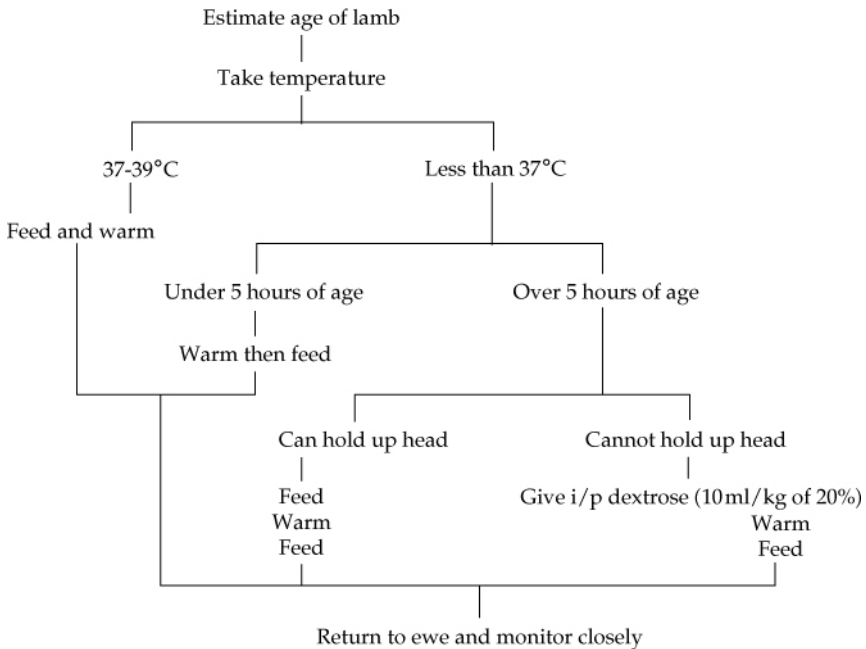 Estimate age of lamb
Take temperature
37-39°C
Less than 37°C
Feed and warm
Under 5 hours of age
Over 5 hours of age
Warm then feed
Can hold up head
Cannot hold up head
Feed
Warm
Feed
Give i/p dextrose (10ml/kg of 20%)
Warm
Feed
Return to ewe and monitor closely